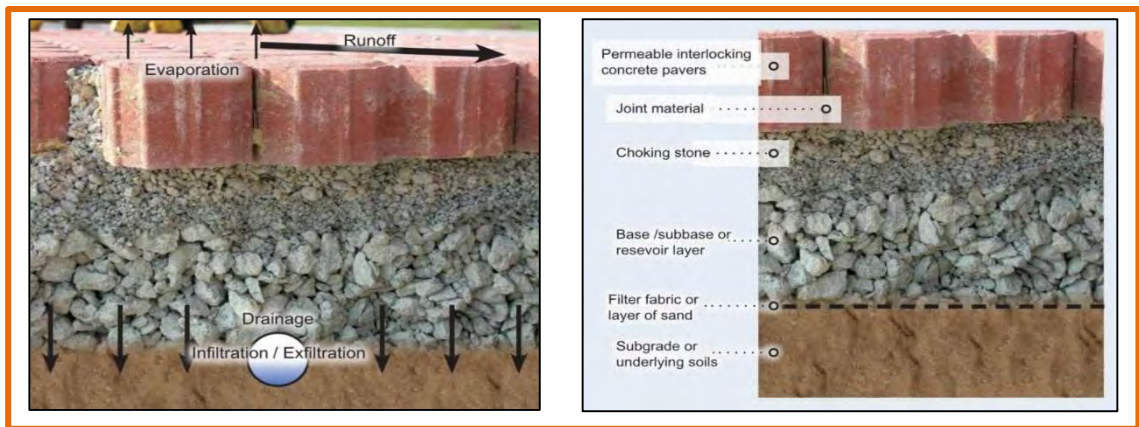 Runoff
Evaporation
Drainage
Infiltration / Exfiltration
Permeable interlocking
concrete pavers
Joint material
Choking stone
Base /subbase or
resevoir layer
Filter fabric or
layer of sand
Subgrade or
underlying soils